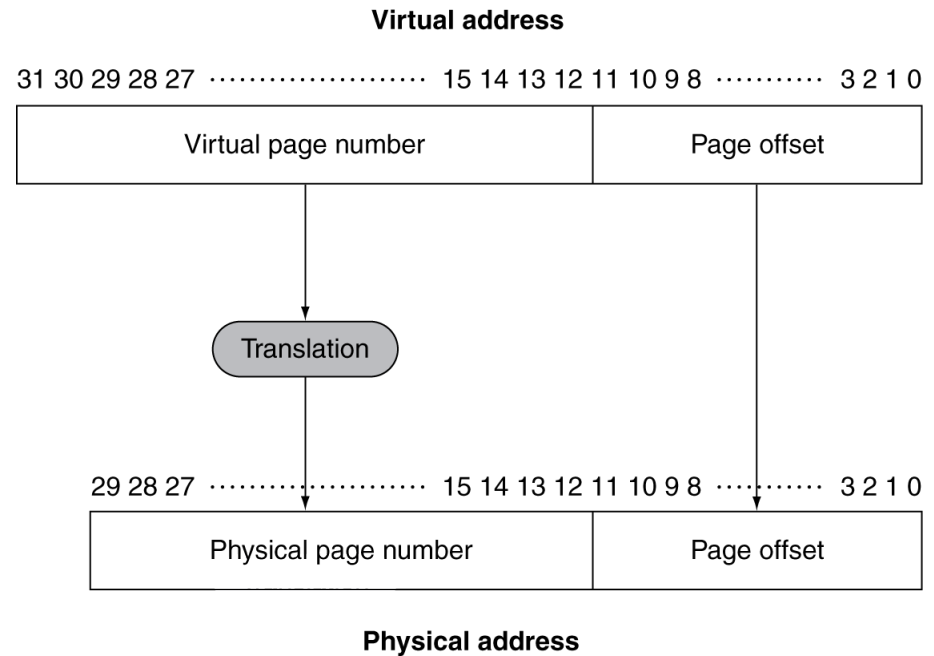 Virtual address
31 30 29 28 27 ····················· 15 14 13 12 11 10 9 8 ··········· 3 2 1 0
Virtual page number Page offset
Translation
29 28 27 ····················· 15 14 13 12 11 10 9 8 ··········· 3 2 1 0
Physical page number Page offset
Physical address